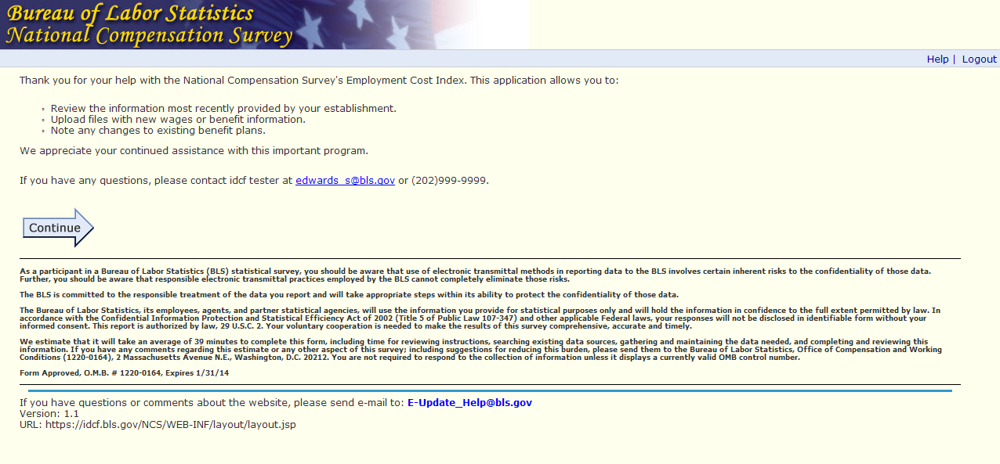 Bureau of Labor Statistics
National Compensation Survey
Help | Logout
Thank you for your help with the National Compensation Survey's Employment Cost Index. This application allows you to:
◦ Review the information most recently provided by your establishment.
◦ Upload files with new wages or benefit information.
◦ Note any changes to existing benefit plans.
We appreciate your continued assistance with this important program.
If you have any questions, please contact idcf tester at edwards_s@bls.gov or (202)999-9999.
Continue
As a participant in a Bureau of Labor Statistics (BLS) statistical survey, you should be aware that use of electronic transmittal methods in reporting data to the BLS involves certain inherent risks to the confidentiality of those data.
Further, you should be aware that responsible electronic transmittal practices employed by the BLS cannot completely eliminate those risks.
The BLS is committed to the responsible treatment of the data you report and will take appropriate steps within its ability to protect the confidentiality of those data.
The Bureau of Labor Statistics, its employees, agents, and partner statistical agencies, will use the information you provide for statistical purposes only and will hold the information in confidence to the full extent permitted by law. In
accordance with the Confidential Information Protection and Statistical Efficiency Act of 2002 (Title 5 of Public Law 107-347) and other applicable Federal laws, your responses will not be disclosed in identifiable form without your
informed consent. This report is authorized by law, 29 U.S.C. 2. Your voluntary cooperation is needed to make the results of this survey comprehensive, accurate and timely.
We estimate that it will take an average of 39 minutes to complete this form, including time for reviewing instructions, searching existing data sources, gathering and maintaining the data needed, and completing and reviewing this
information. If you have any comments regarding this estimate or any other aspect of this survey; including suggestions for reducing this burden, please send them to the Bureau of Labor Statistics, Office of Compensation and Working
Conditions (1220-0164), 2 Massachusetts Avenue N.E., Washington, D.C. 20212. You are not required to respond to the collection of information unless it displays a currently valid OMB control number.
Form Approved, O.M.B. # 1220-0164, Expires 1/31/14
If you have questions or comments about the website, please send e-mail to: E-Update_Help@bls.gov
Version: 1.1
URL: https://idcf.bls.gov/NCS/WEB-INF/layout/layout.jsp